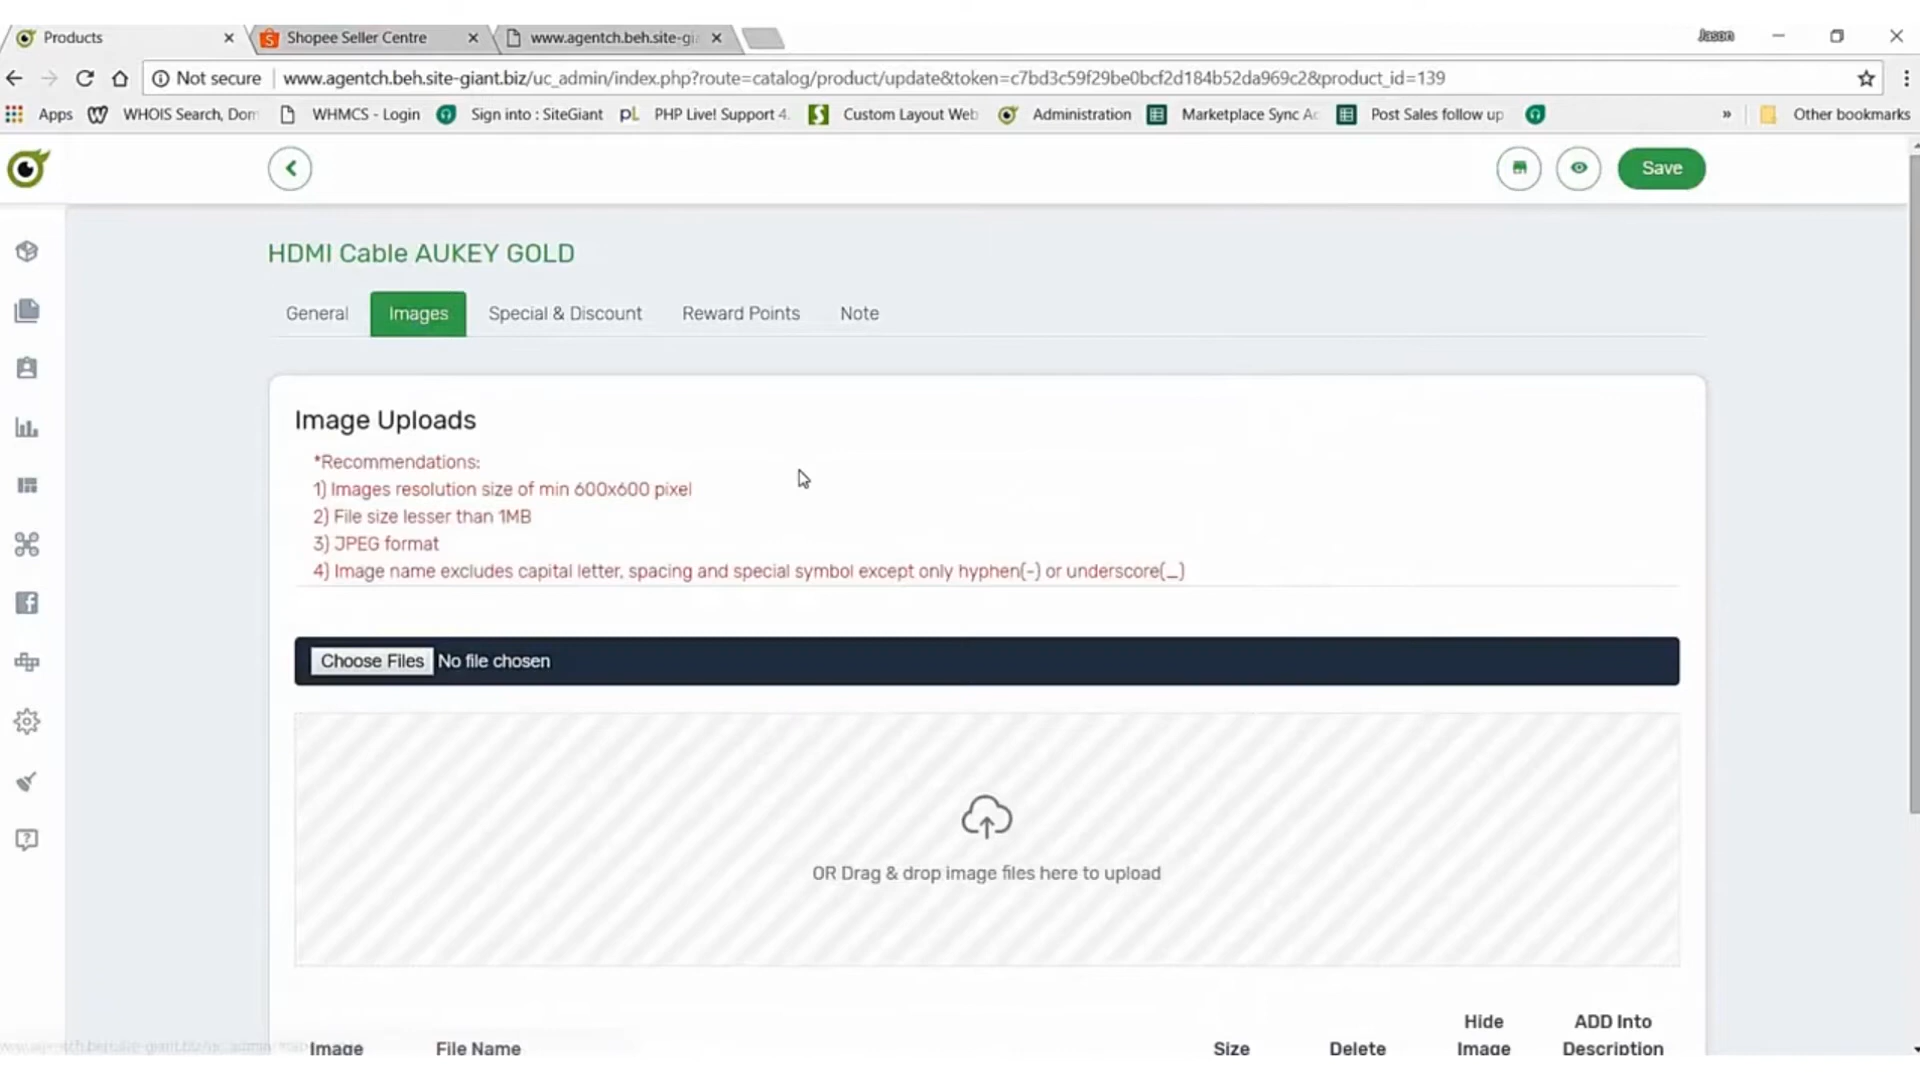 Products
Shopee Seller Centre
www.agentch.beh.site-gi
Jason
Not secure
www.agentch.beh.site-giant.biz/uc_admin/index.php?route=catalog/product/update&token=c7bd3c59f29be0bcf2d184b52da969c2&product_id=139
Apps
WHOIS Search, Dom
WHMCS - Login
Sign into : SiteGiant
pL
PHP Live! Support 4.
Custom Layout Web
Administration
Marketplace Sync Ac
Post Sales follow up
»
Other bookmarks
Save
HDMI Cable AUKEY GOLD
General
Images
Special & Discount
Reward Points
Note
Image Uploads
*Recommendations:
1) Images resolution size of min 600x600 pixel
2) File size lesser than 1MB
3) JPEG format
4) Image name excludes capital letter, spacing and special symbol except only hyphen(-) or underscore(_)
Choose Files No file chosen
OR Drag & drop image files here to upload
Image
File Name
Size
Delete
Hide
Image
ADD Into
Description